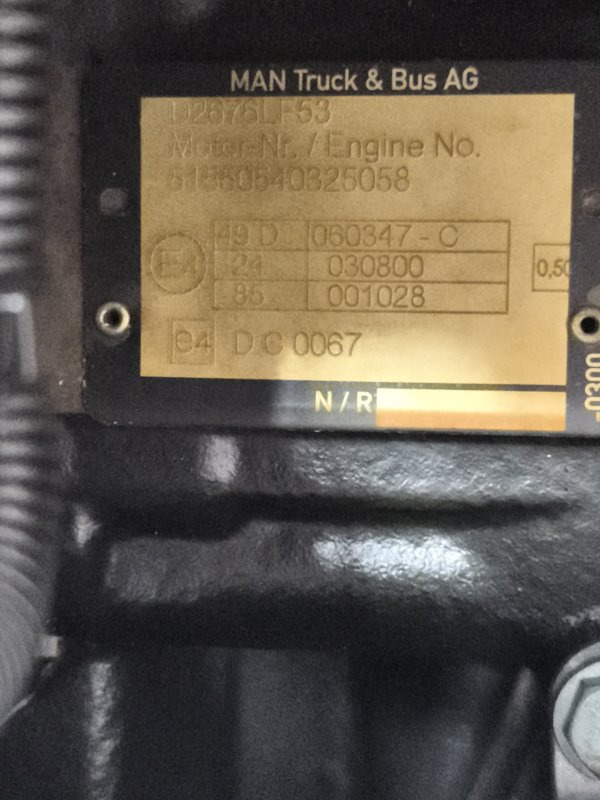 MAN Truck & Bus AG
D2676LF53
Motor-Nr. / Engine No.
51550540325058
E4
49 D 060347 - C
24 030800
85 001028
0,50
D C 0067
N / R
-0300